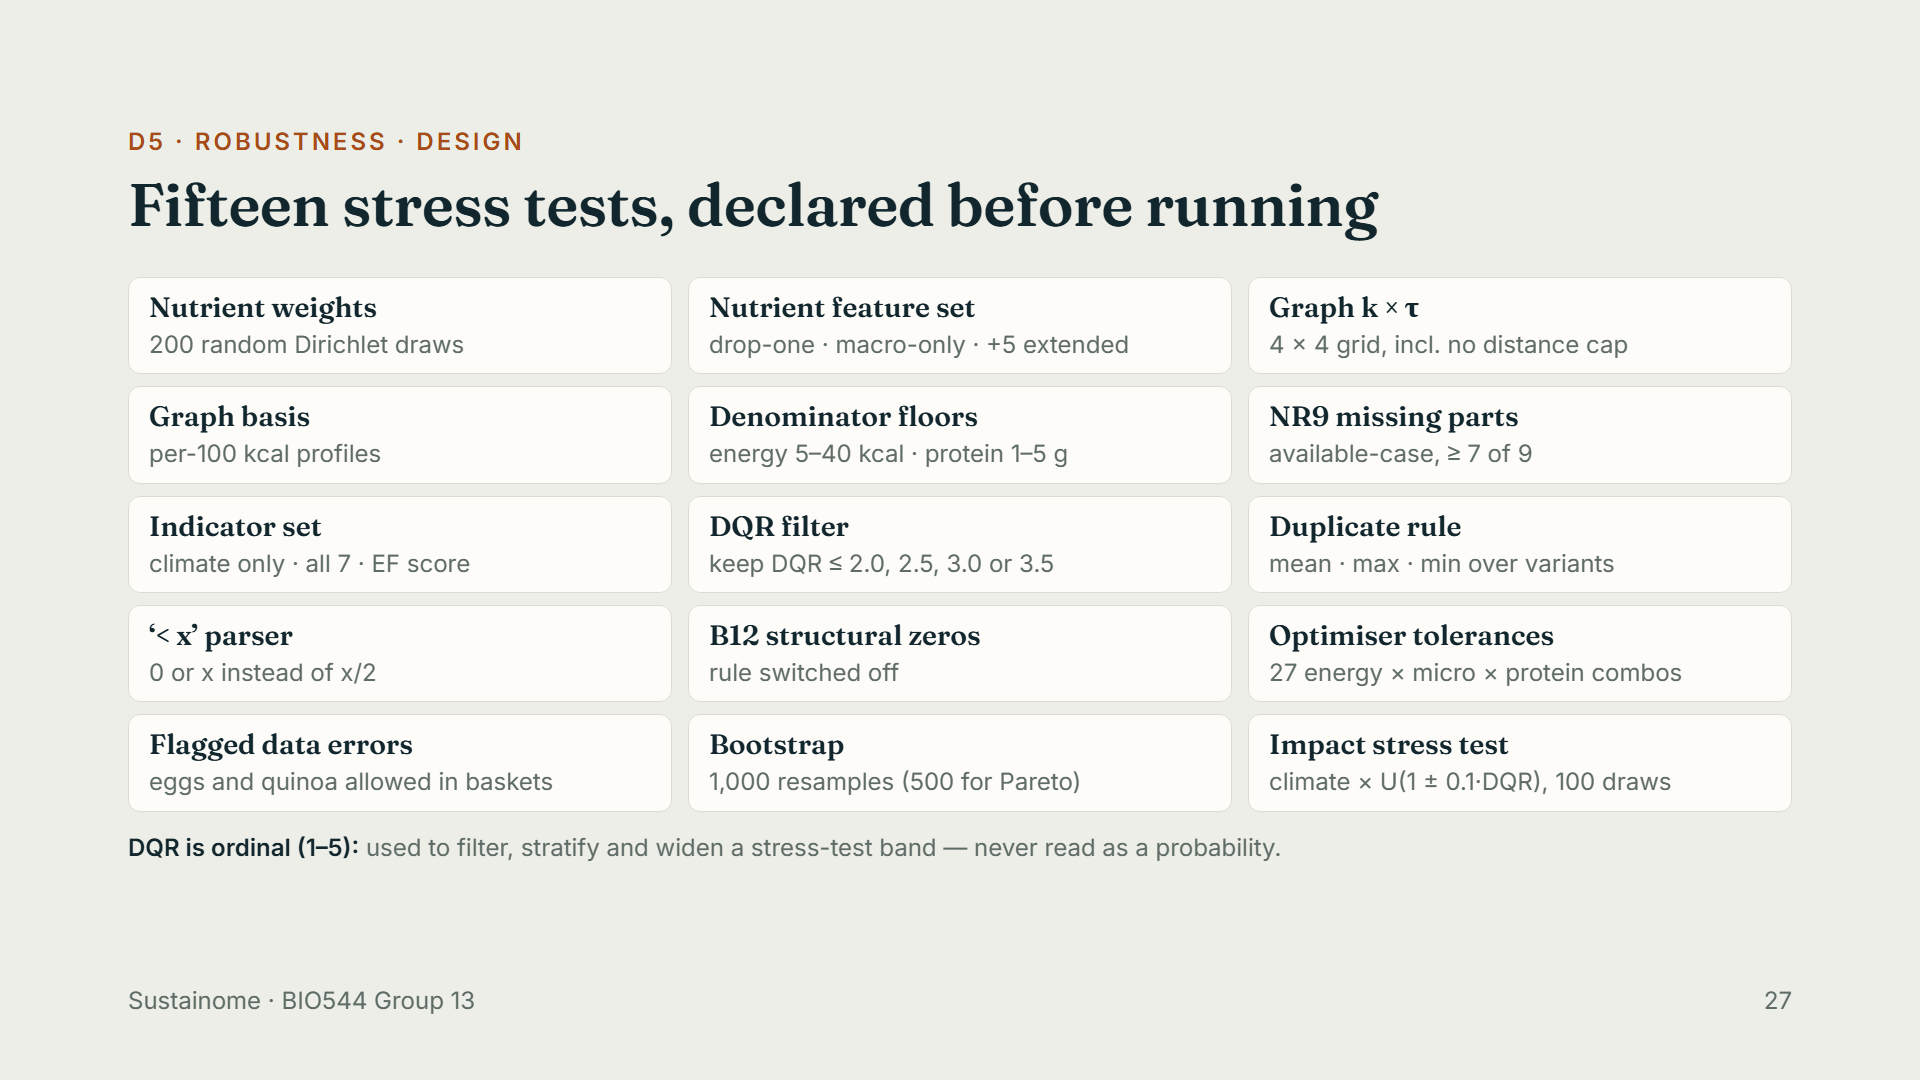 D5 · ROBUSTNESS · DESIGN
Fifteen stress tests, declared before running
Nutrient weights
200 random Dirichlet draws
Nutrient feature set
drop-one · macro-only · +5 extended
Graph k × τ
4 × 4 grid, incl. no distance cap
Graph basis
per-100 kcal profiles
Denominator floors
energy 5–40 kcal · protein 1–5 g
NR9 missing parts
available-case, ≥ 7 of 9
Indicator set
climate only · all 7 · EF score
DQR filter
keep DQR ≤ 2.0, 2.5, 3.0 or 3.5
Duplicate rule
mean · max · min over variants
‘< x’ parser
0 or x instead of x/2
B12 structural zeros
rule switched off
Optimiser tolerances
27 energy × micro × protein combos
Flagged data errors
eggs and quinoa allowed in baskets
Bootstrap
1,000 resamples (500 for Pareto)
Impact stress test
climate × U(1 ± 0.1·DQR), 100 draws
DQR is ordinal (1–5): used to filter, stratify and widen a stress-test band — never read as a probability.
Sustainome · BIO544 Group 13
27